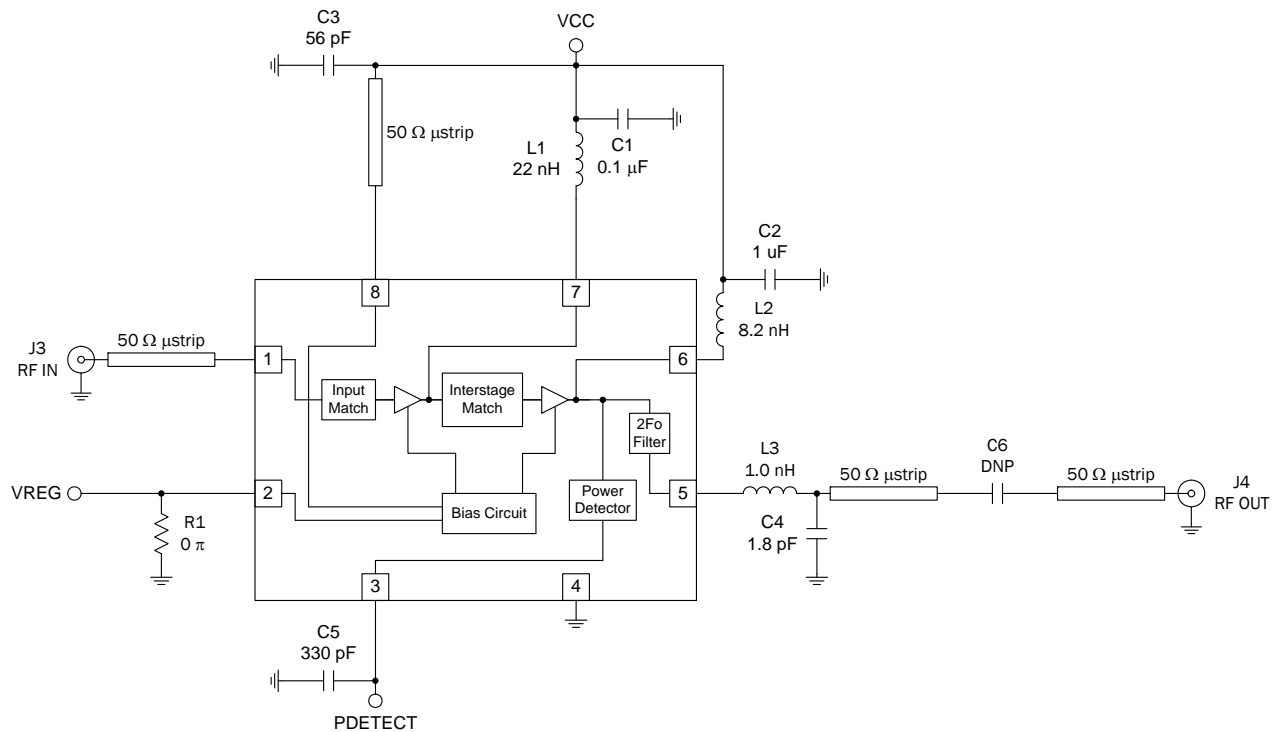 C3
56 pF
VCC
50 Ω μstrip
L1
22 nH
C1
0.1 μF
C2
1 uF
L2
8.2 nH
8
7
J3
RF IN
50 Ω μstrip
1
6
Input
Match
Interstage
Match
2Fo
Filter
L3
1.0 nH
50 Ω μstrip
C6
DNP
50 Ω μstrip
J4
RF OUT
VREG
2
Bias Circuit
Power
Detector
5
C4
1.8 pF
R1
0 π
3
4
C5
330 pF
PDETECT